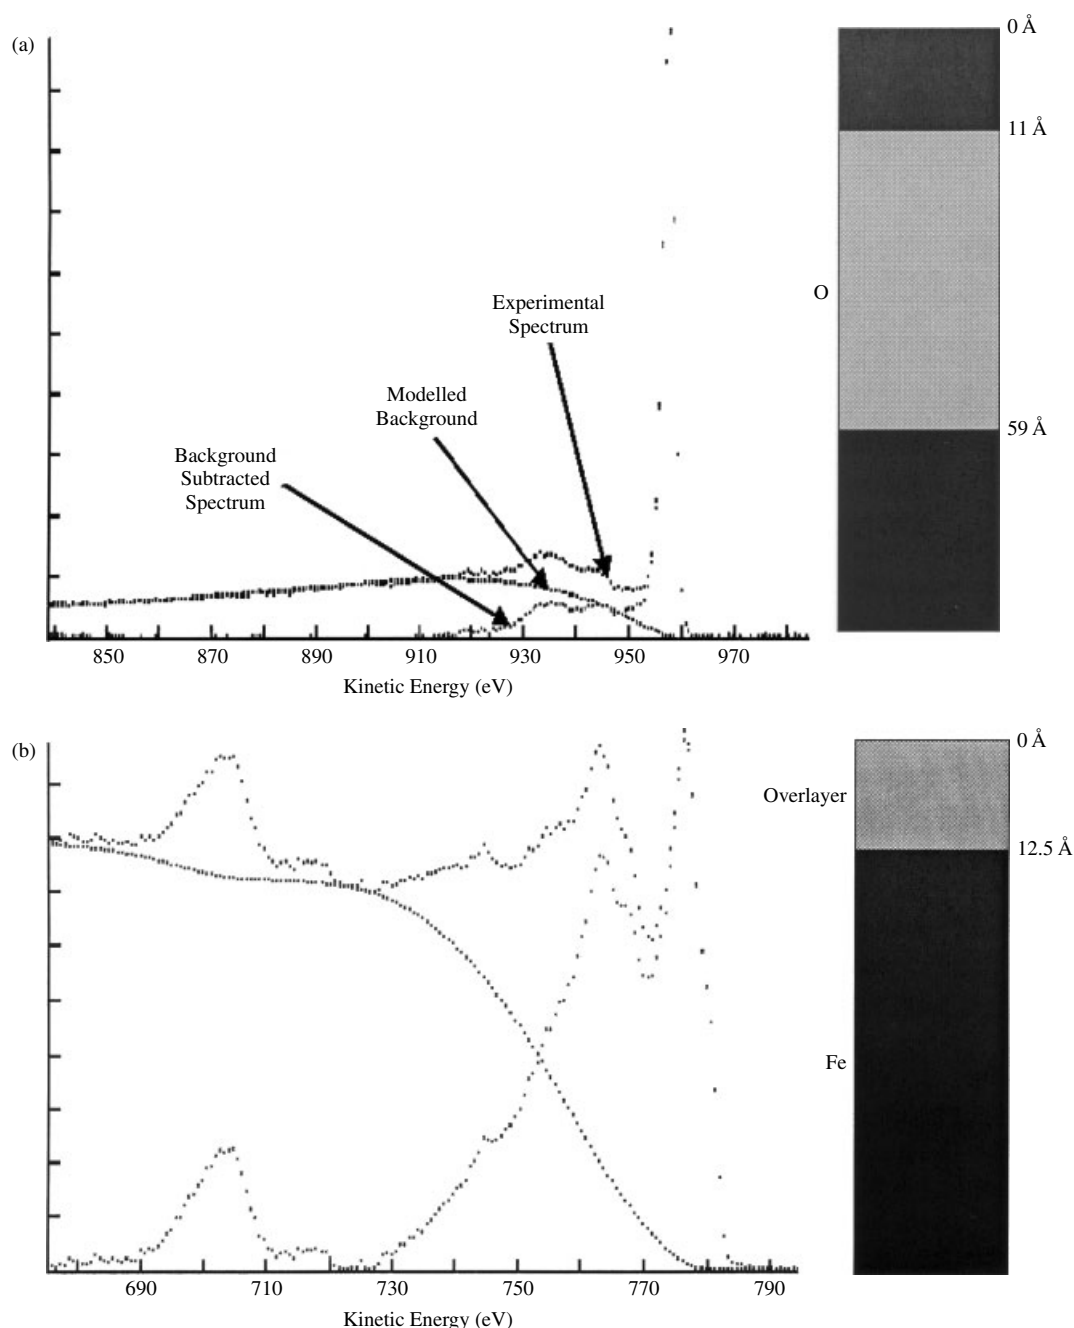 (a)
0 Å
11 Å
Experimental
Spectrum
O
Modelled
Background
59 Å
Background
Subtracted
Spectrum
850 870 890 910 930 950 970
Kinetic Energy (eV)
(b)
0 Å
Overlayer
12.5 Å
Fe
690 710 730 750 770 790
Kinetic Energy (eV)